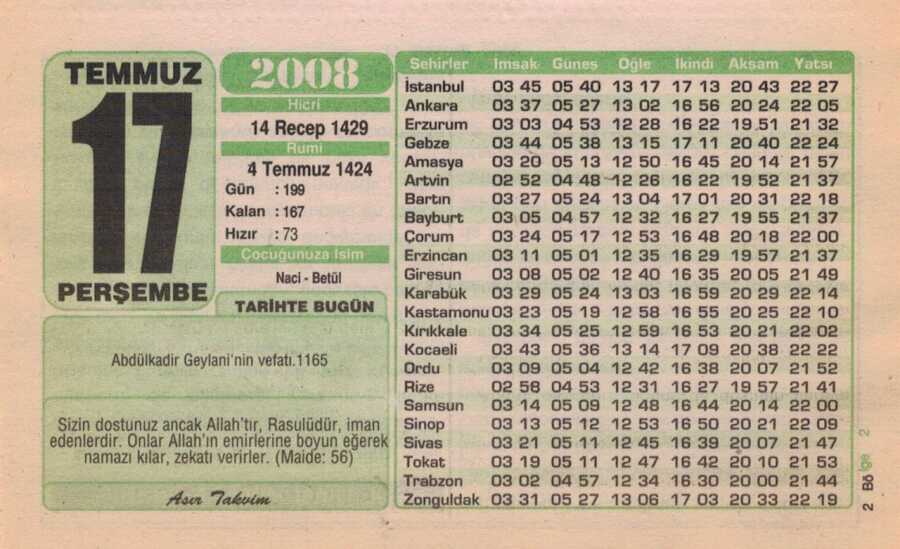 TEMMUZ
17
PERŞEMBE
2008
Hicri
14 Recep 1429
Rumi
4 Temmuz 1424
Gün : 199
Kalan : 167
Hızır : 73
Çocuğunuza İsim
Naci - Betül
TARİHTE BUGÜN
Abdülkadir Geylani'nin vefatı.1165
Sizin dostunuz ancak Allah'tır, Rasulüdür, iman
edenlerdir. Onlar Allah'ın emirlerine boyun eğerek
namazı kılar, zekatı verirler. (Maide: 56)
Asır Takvim
Şehirler İmsak Güneş Öğle İkindi Akşam Yatsı
İstanbul 03 45 05 40 13 17 17 13 20 43 22 27
Ankara 03 37 05 27 13 02 16 56 20 24 22 05
Erzurum 03 03 04 53 12 28 16 22 19.51 21 32
Gebze 03 44 05 38 13 15 17 11 20 40 22 24
Amasya 03 20 05 13 12 50 16 45 20 14 21 57
Artvin 02 52 04 48 12 26 16 22 19 52 21 37
Bartın 03 27 05 24 13 04 17 01 20 31 22 18
Bayburt 03 05 04 57 12 32 16 27 19 55 21 37
Çorum 03 24 05 17 12 53 16 48 20 18 22 00
Erzincan 03 11 05 01 12 35 16 29 19 57 21 37
Giresun 03 08 05 02 12 40 16 35 20 05 21 49
Karabük 03 29 05 24 13 03 16 59 20 29 22 14
Kastamonu 03 23 05 19 12 58 16 55 20 25 22 10
Kırıkkale 03 34 05 25 12 59 16 53 20 21 22 02
Kocaeli 03 43 05 36 13 14 17 09 20 38 22 22
Ordu 03 09 05 04 12 42 16 38 20 07 21 52
Rize 02 58 04 53 12 31 16 27 19 57 21 41
Samsun 03 14 05 09 12 48 16 44 20 14 22 00
Sinop 03 13 05 12 12 53 16 50 20 21 22 09
Sivas 03 21 05 11 12 45 16 39 20 07 21 47
Tokat 03 19 05 11 12 47 16 42 20 10 21 53
Trabzon 03 02 04 57 12 34 16.30 20 00 21 44
Zonguldak 03 31 05 27 13 06 17 03 20 33 22 19
2 Bölge 2